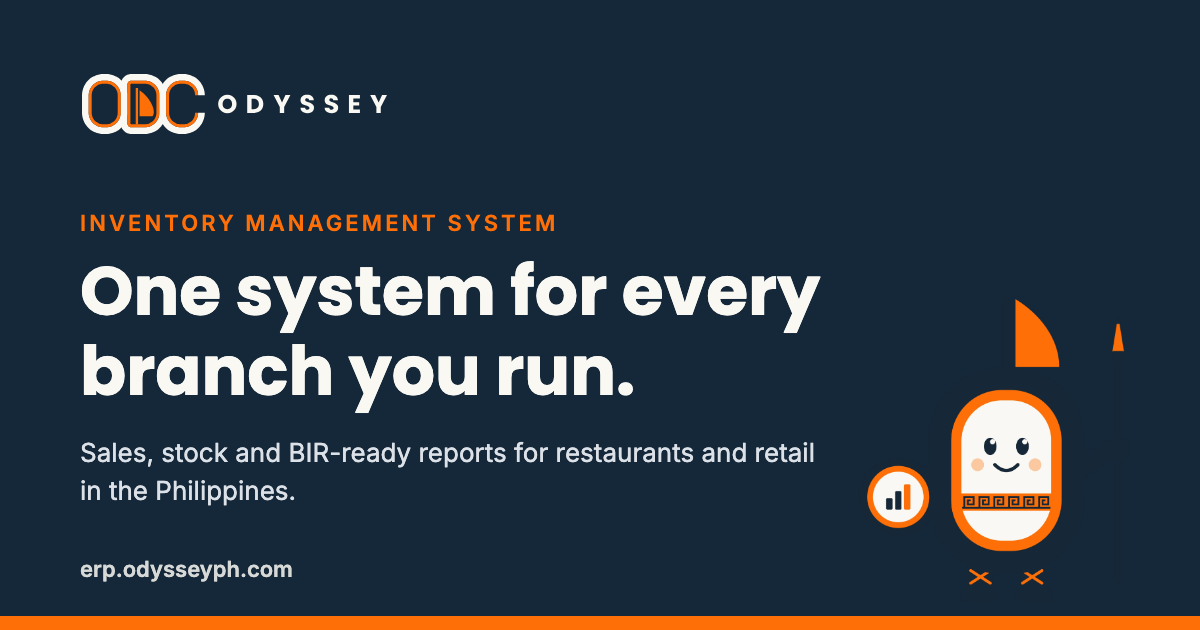 ODC ODYSSEY
INVENTORY MANAGEMENT SYSTEM
One system for every
branch you run.
Sales, stock and BIR-ready reports for restaurants and retail
in the Philippines.
erp.odysseyph.com